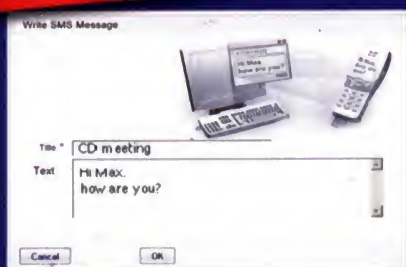 Write SMS Message
Hi Max,
how are you?
Title * CD meeting
Text Hi Max.
how are you?
Cancel OK